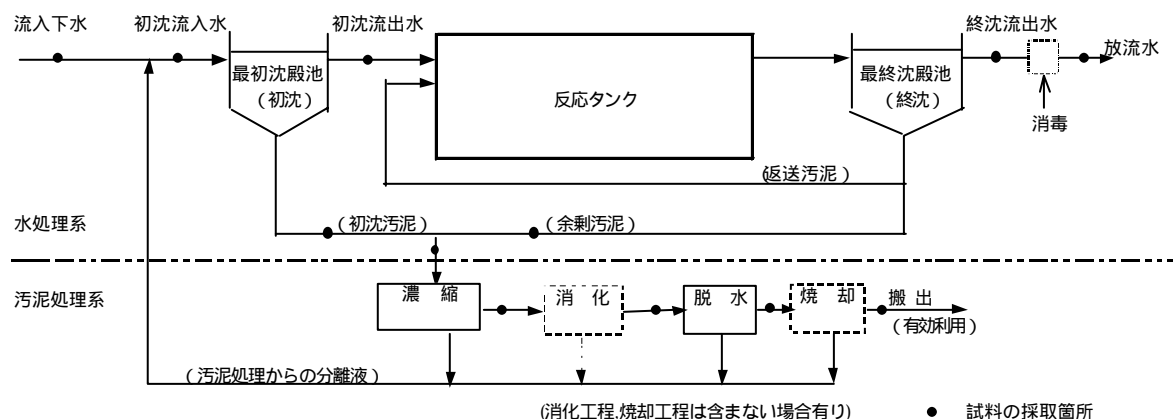 流入下水
初沈流入水
初沈流出水
終沈流出水
放流水
最初沈殿池
(初沈)
反応タンク
最終沈殿池
(終沈)
消毒
(返送汚泥)
水処理系
(初沈汚泥)
(余剰汚泥)
汚泥処理系
濃 縮
消 化
脱 水
焼 却
搬 出
(有効利用)
(汚泥処理からの分離液)
(消化工程,焼却工程は含まない場合有り)
● 試料の採取箇所